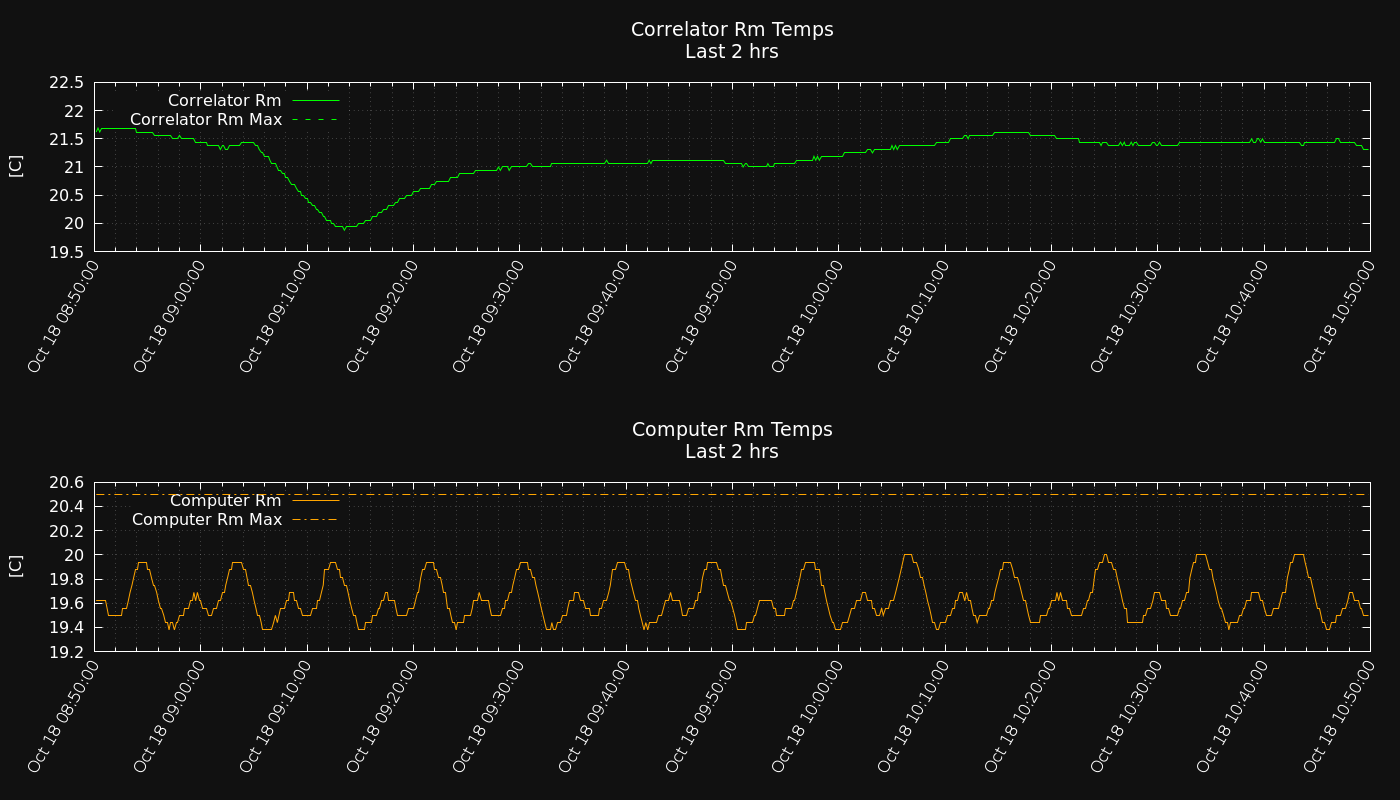 Correlator Rm Temps
Last 2 hrs
22.5
22
21.5
21
20.5
20
19.5
[C]
Correlator Rm
Correlator Rm Max
Oct 18 08:50:00
Oct 18 09:00:00
Oct 18 09:10:00
Oct 18 09:20:00
Oct 18 09:30:00
Oct 18 09:40:00
Oct 18 09:50:00
Oct 18 10:00:00
Oct 18 10:10:00
Oct 18 10:20:00
Oct 18 10:30:00
Oct 18 10:40:00
Oct 18 10:50:00
Computer Rm Temps
Last 2 hrs
20.6
20.4
20.2
20
19.8
19.6
19.4
19.2
[C]
Computer Rm
Computer Rm Max
Oct 18 08:50:00
Oct 18 09:00:00
Oct 18 09:10:00
Oct 18 09:20:00
Oct 18 09:30:00
Oct 18 09:40:00
Oct 18 09:50:00
Oct 18 10:00:00
Oct 18 10:10:00
Oct 18 10:20:00
Oct 18 10:30:00
Oct 18 10:40:00
Oct 18 10:50:00